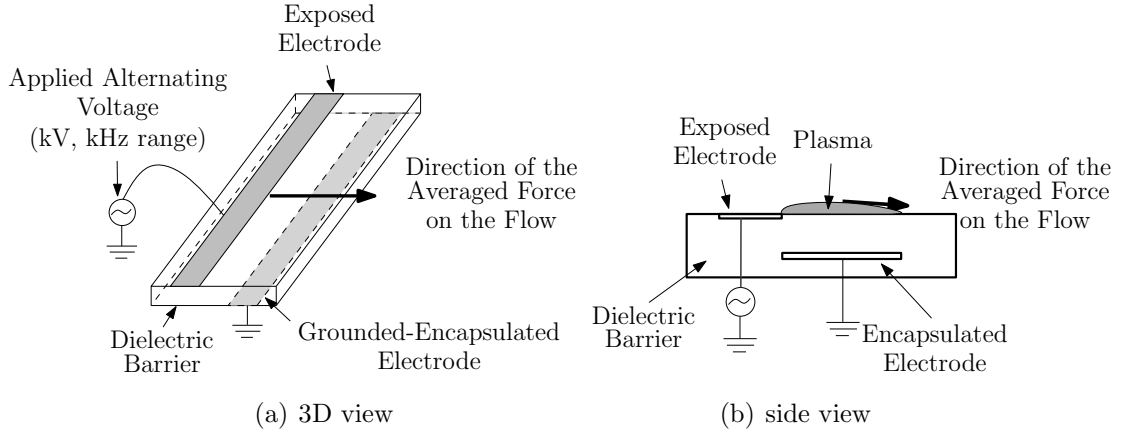 Exposed
Electrode
Applied Alternating
Voltage
(kV, kHz range)
Direction of the
Averaged Force
on the Flow
Dielectric
Barrier
Grounded-Encapsulated
Electrode
(a) 3D view
Exposed
Electrode
Plasma
Direction of the
Averaged Force
on the Flow
Dielectric
Barrier
Encapsulated
Electrode
(b) side view